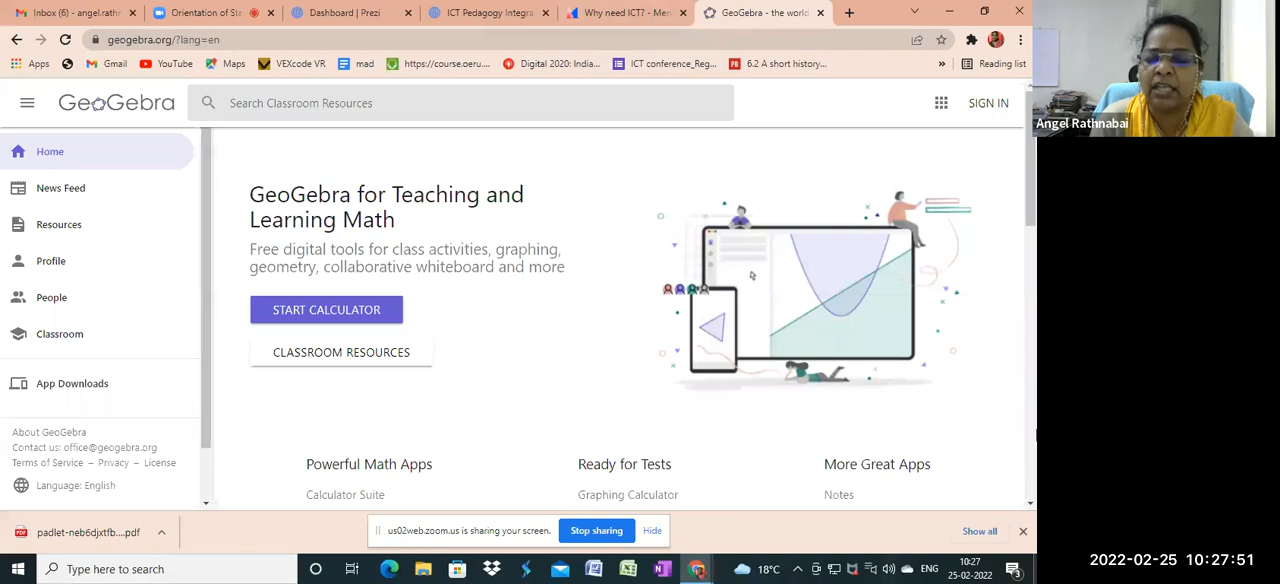 Inbox (6) - angel.rathn
Orientation of Sta
Dashboard | Prezi
ICT Pedagogy Integra
Why need ICT? - Men
GeoGebra - the world
geogebra.org/?lang=en
Apps
Gmail
YouTube
Maps
VEXcode VR
mad
https://course.oeru....
Digital 2020: India...
ICT conference_Reg...
6.2 A short history....
Reading list
GeoGebra
Search Classroom Resources
SIGN IN
Angel Rathnabai
Home
News Feed
Resources
Profile
People
Classroom
App Downloads
About GeoGebra
Contact us: office@geogebra.org
Terms of Service – Privacy – License
Language: English
GeoGebra for Teaching and
Learning Math
Free digital tools for class activities, graphing,
geometry, collaborative whiteboard and more
START CALCULATOR
CLASSROOM RESOURCES
Powerful Math Apps
Ready for Tests
More Great Apps
Calculator Suite
Graphing Calculator
Notes
padlet-neb6djxtfb....pdf
us02web.zoom.us is sharing your screen.
Stop sharing
Hide
Show all
Type here to search
18°C
ENG
10:27
25-02-2022
3
2022-02-25 10:27:51